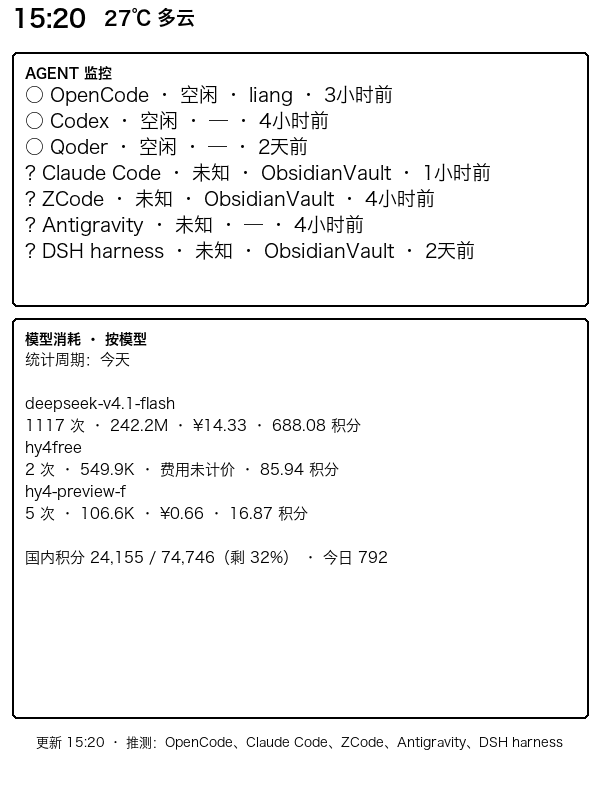 15:20 27℃ 多云
AGENT 监控
○ OpenCode · 空闲 · liang · 3小时前
○ Codex · 空闲 · — · 4小时前
○ Qoder · 空闲 · — · 2天前
? Claude Code · 未知 · ObsidianVault · 1小时前
? ZCode · 未知 · ObsidianVault · 4小时前
? Antigravity · 未知 · — · 4小时前
? DSH harness · 未知 · ObsidianVault · 2天前
模型消耗 · 按模型
统计周期：今天
deepseek-v4.1-flash
1117 次 · 242.2M · ¥14.33 · 688.08 积分
hy4free
2 次 · 549.9K · 费用未计价 · 85.94 积分
hy4-preview-f
5 次 · 106.6K · ¥0.66 · 16.87 积分
国内积分 24,155 / 74,746（剩 32%） · 今日 792
更新 15:20 · 推测：OpenCode、Claude Code、ZCode、Antigravity、DSH harness